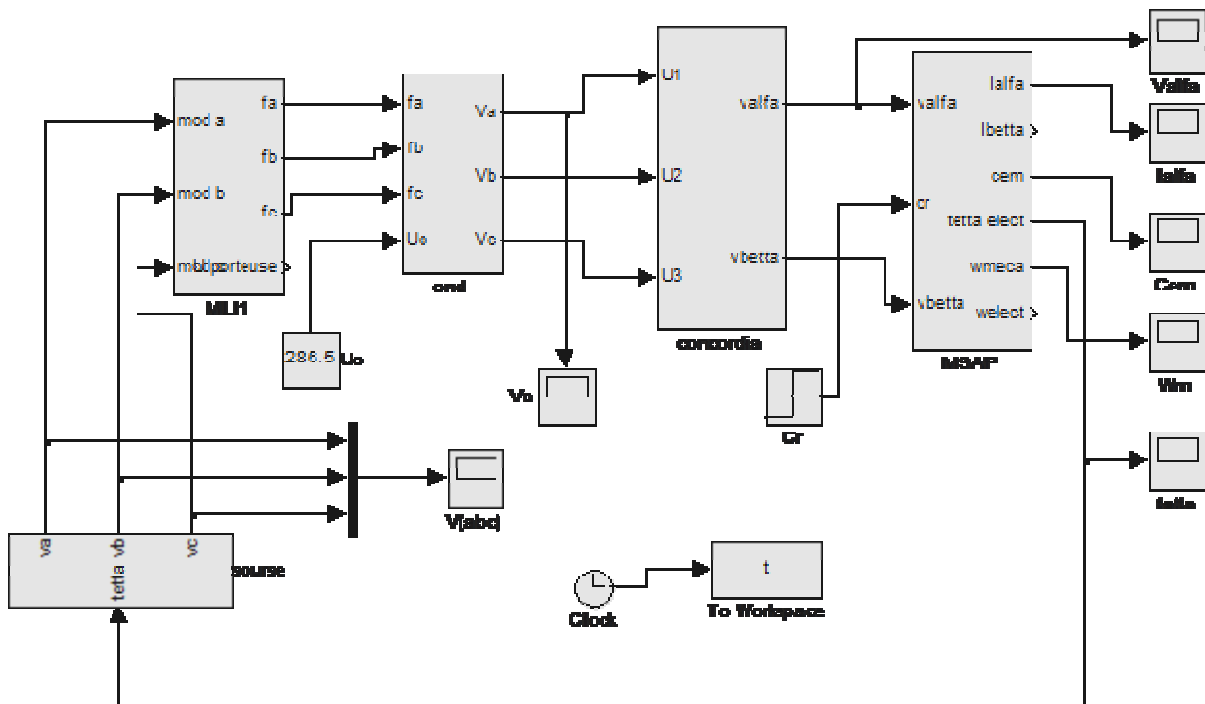 fa
mod a
fb
mod b
fc
fa
Va
fb
fc
Vb
Uo
Vc
U1
valfa
U2
vbetta
U3
concordia
valfa
Ialfa
Ibetta
cem
cr
tetta elect
wmeca
vbetta
welect
Valfa
Ialfa
Cem
Wm
286.5
Uo
Cr
V(abc)
va
vb
vc
tetta
sourse
Clock
t
To Workspace